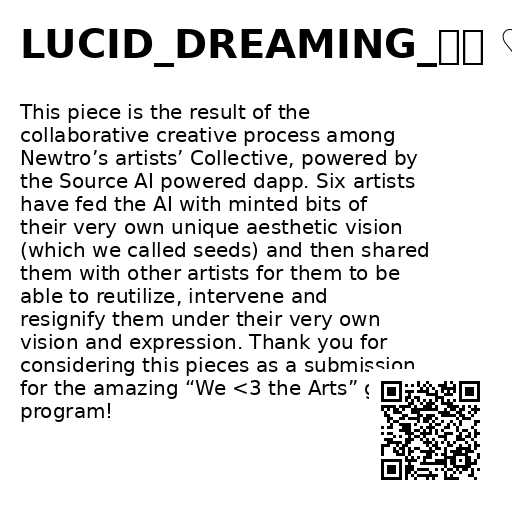 LUCID_DREAMING_
This piece is the result of the
collaborative creative process among
Newtro’s artists’ Collective, powered by
the Source AI powered dapp. Six artists
have fed the AI with minted bits of
their very own unique aesthetic vision
(which we called seeds) and then shared
them with other artists for them to be
able to reutilize, intervene and
resignify them under their very own
vision and expression. Thank you for
considering this pieces as a submission
for the amazing “We <3 the Arts”
program!